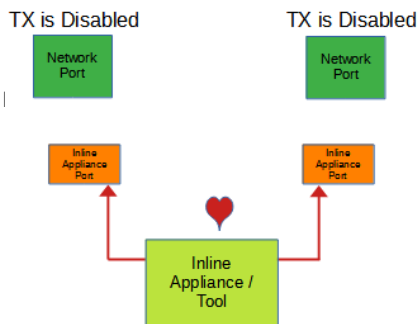 TX is Disabled
TX is Disabled
Network
Port
Network
Port
Inline
Appliance
Port
Inline
Appliance
Port
Inline
Appliance /
Tool